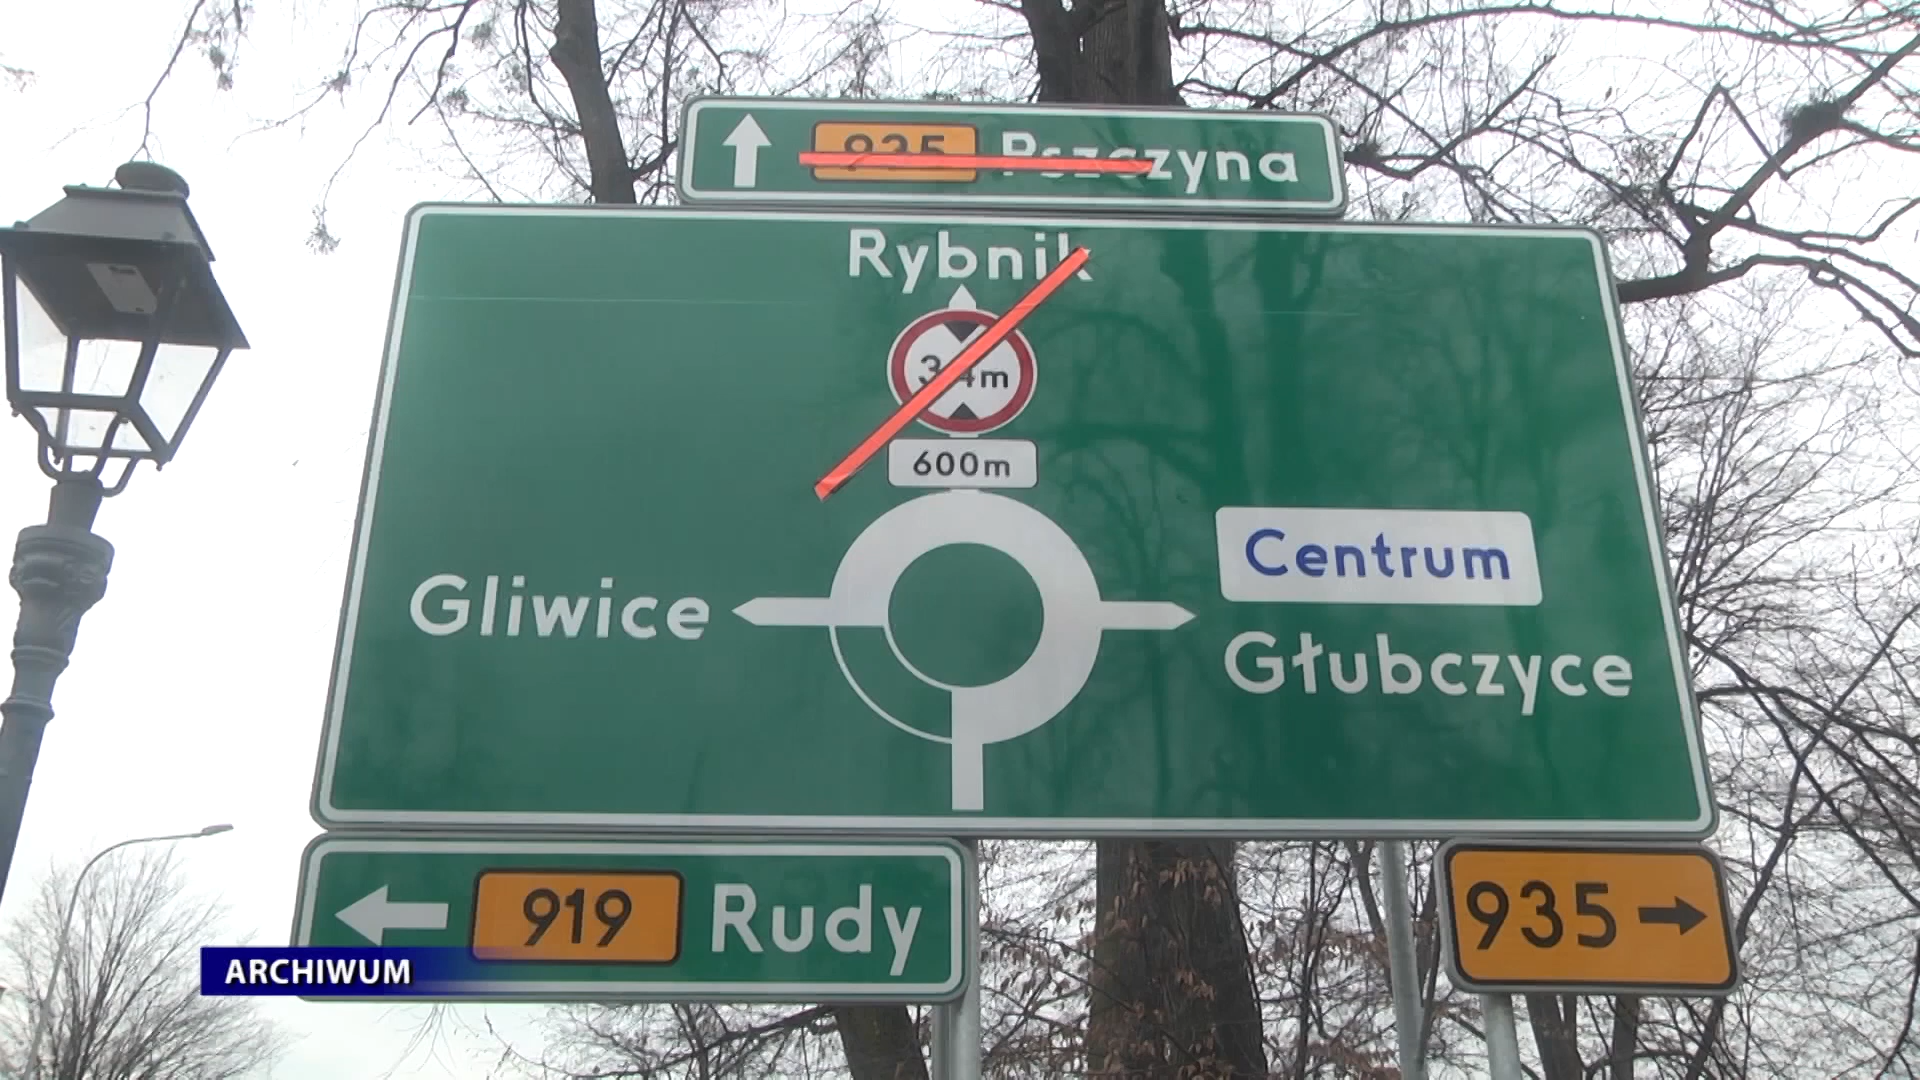 935 Pszczyna
Rybnik
3,4m
600m
Gliwice
Centrum
Głubczyce
919 Rudy
935
ARCHIWUM